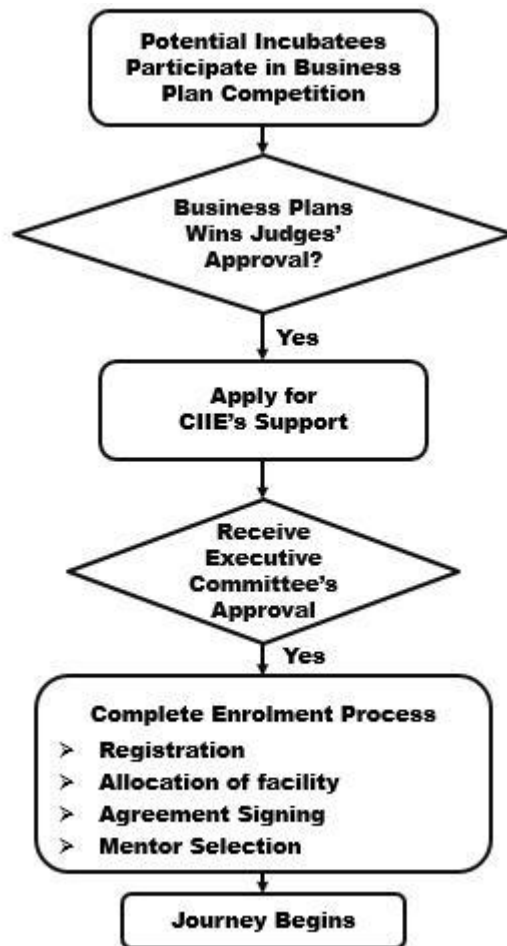 Potential Incubatees
Participate in Business
Plan Competition
Business Plans
Wins Judges'
Approval?
Yes
Apply for
CIIE's Support
Receive
Executive
Committee's
Approval
Yes
Complete Enrolment Process
➢ Registration
➢ Allocation of facility
➢ Agreement Signing
➢ Mentor Selection
Journey Begins